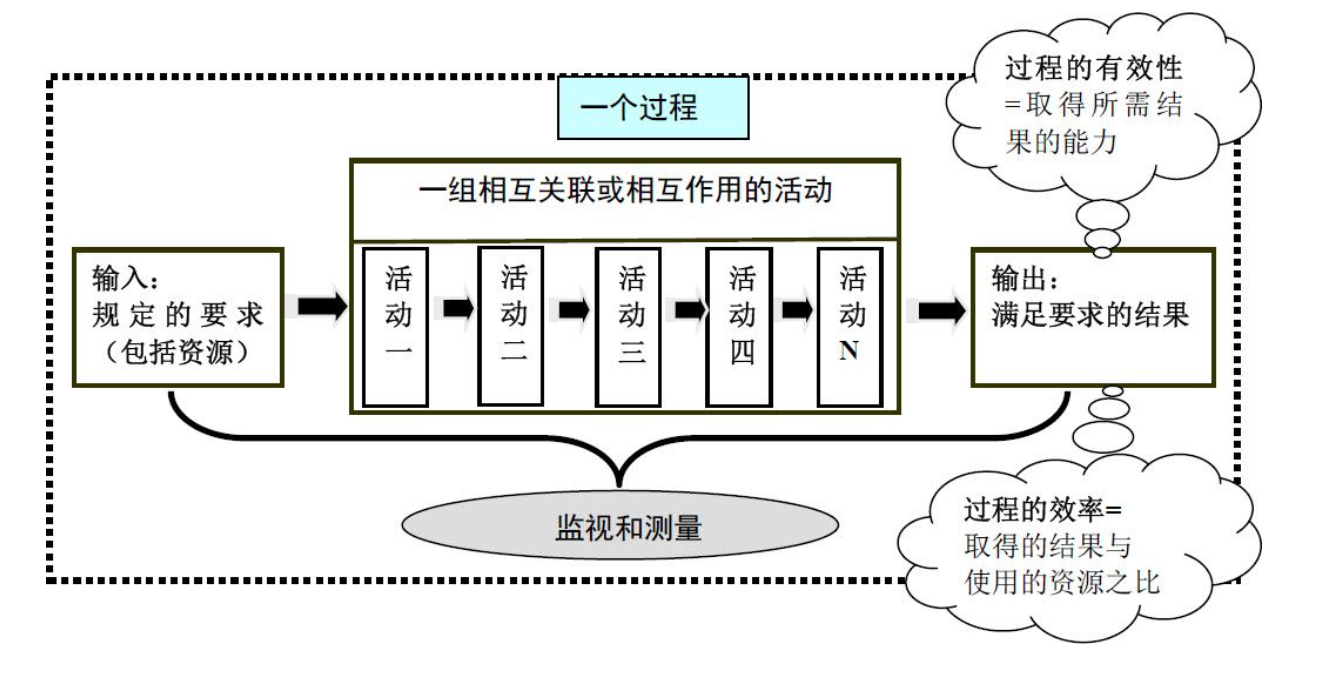 一个过程
过程的有效性
=取得所需结
果的能力
一组相互关联或相互作用的活动
输入：
规定的要求
（包括资源）
活动一
活动二
活动三
活动四
活动N
输出：
满足要求的结果
监视和测量
过程的效率=
取得的结果与
使用的资源之比